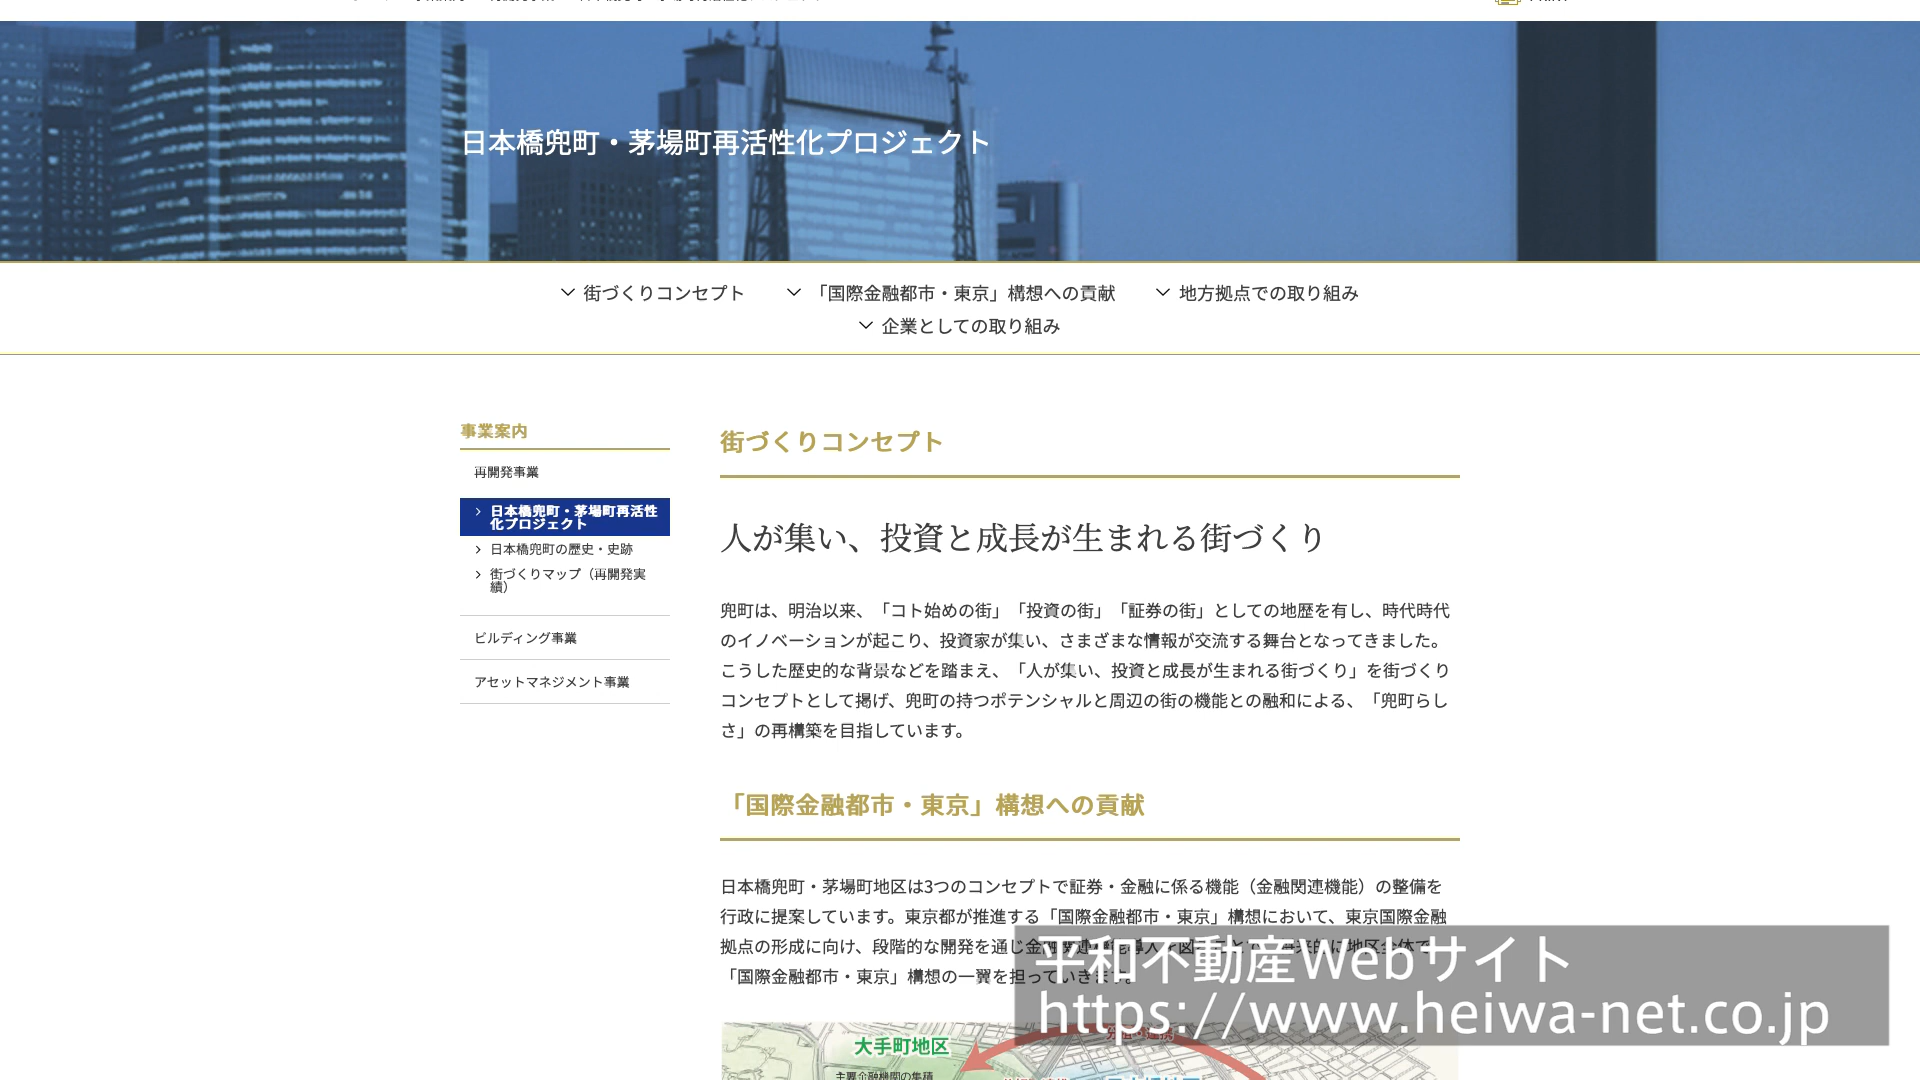 日本橋兜町・茅場町再活性化プロジェクト
街づくりコンセプト
「国際金融都市・東京」構想への貢献
地方拠点での取り組み
企業としての取り組み
事業案内
再開発事業
日本橋兜町・茅場町再活性
化プロジェクト
日本橋兜町の歴史・史跡
街づくりマップ（再開発実
績）
ビルディング事業
アセットマネジメント事業
街づくりコンセプト
人が集い、投資と成長が生まれる街づくり
兜町は、明治以来、「コト始めの街」「投資の街」「証券の街」としての地歴を有し、時代時代
のイノベーションが起こり、投資家が集い、さまざまな情報が交流する舞台となってきました。
こうした歴史的な背景などを踏まえ、「人が集い、投資と成長が生まれる街づくり」を街づくり
コンセプトとして掲げ、兜町の持つポテンシャルと周辺の街の機能との融和による、「兜町らし
さ」の再構築を目指しています。
「国際金融都市・東京」構想への貢献
日本橋兜町・茅場町地区は3つのコンセプトで証券・金融に係る機能（金融関連機能）の整備を
行政に提案しています。東京都が推進する「国際金融都市・東京」構想において、東京国際金融
拠点の形成に向け、段階的な開発を通じ
「国際金融都市・東京」構想の一翼を担っていきます。
平和不動産Webサイト
https://www.heiwa-net.co.jp
大手町地区
主要金融機関の集積